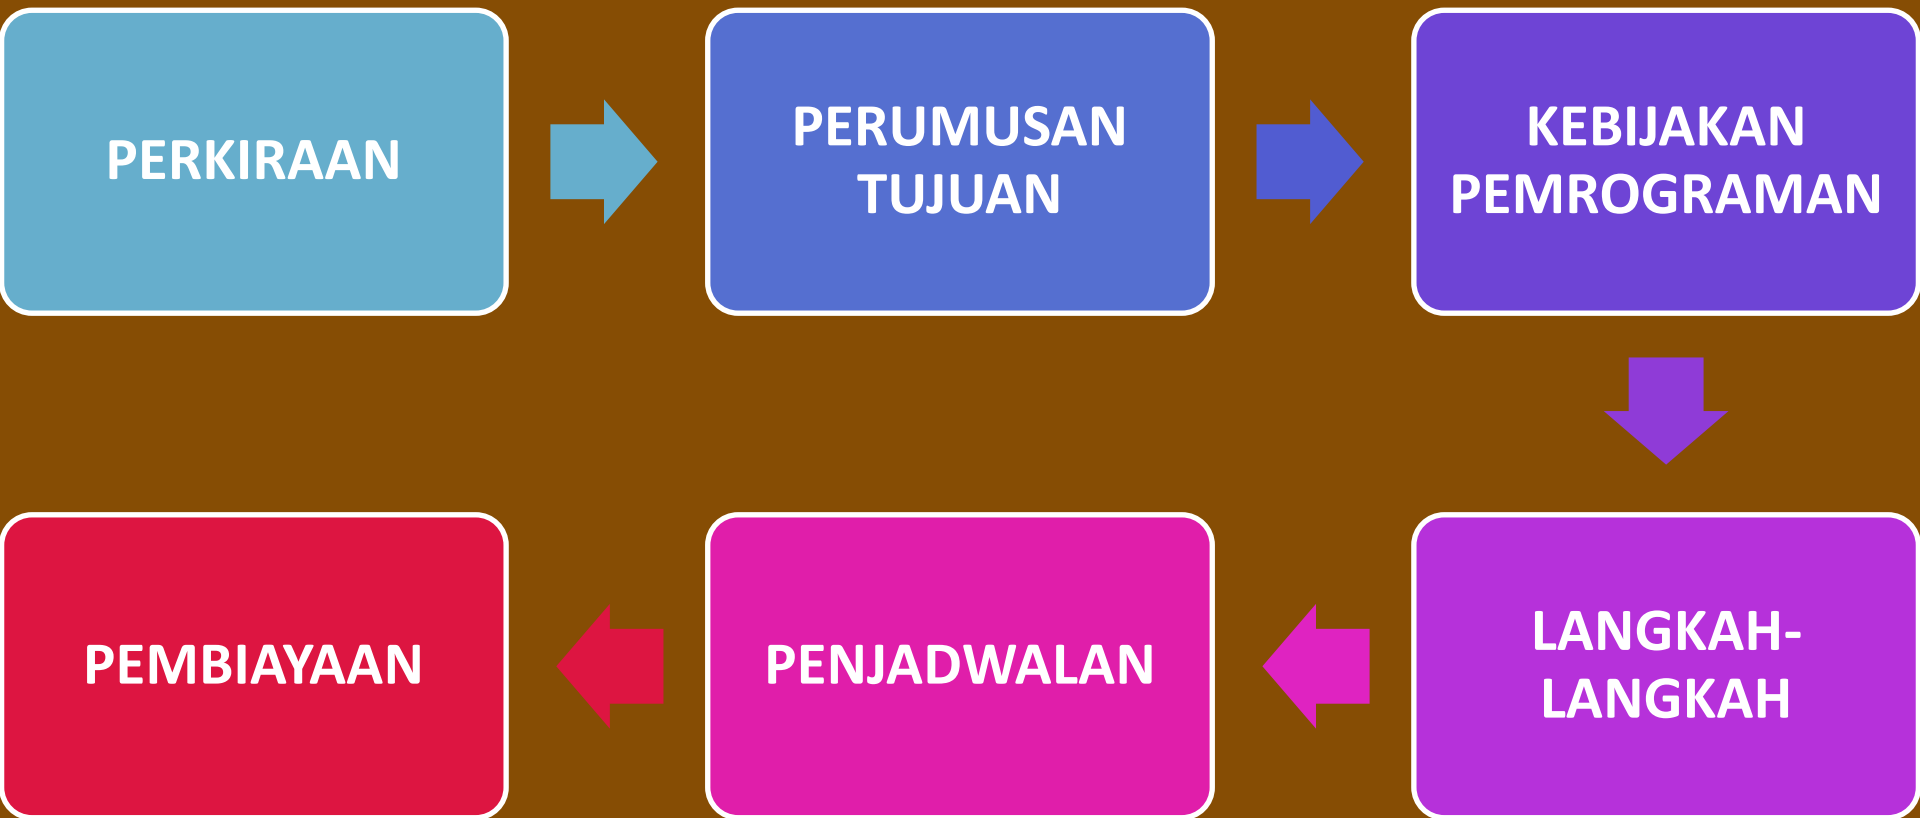 PERKIRAAN
PERUMUSAN
TUJUAN
KEBIJAKAN
PEMROGRAMAN
LANGKAH-
LANGKAH
PENJADWALAN
PEMBIAYAAN